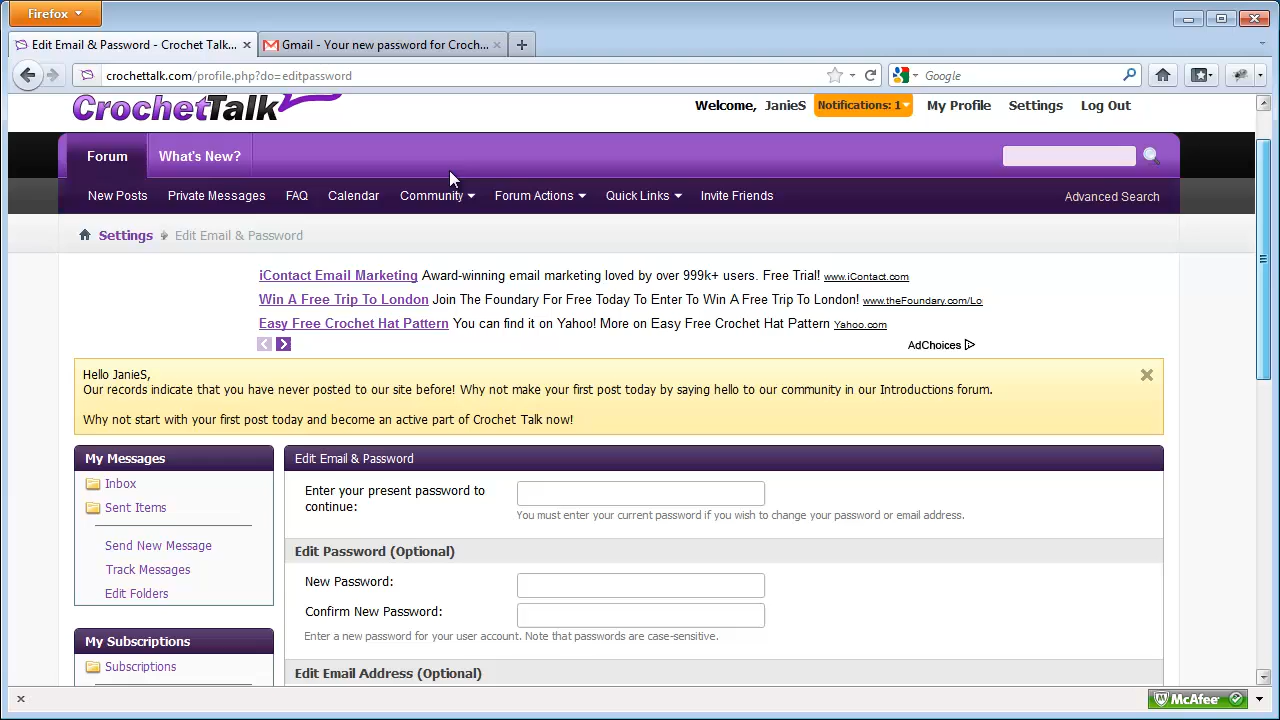 Firefox
Edit Email & Password - Crochet Talk...
Gmail - Your new password for Croch...
crochettalk.com/profile.php?do=editpassword
Google
CrochetTalk
Welcome, JanieS Notifications: 1 My Profile Settings Log Out
Forum What's New?
New Posts Private Messages FAQ Calendar Community Forum Actions Quick Links Invite Friends Advanced Search
Settings Edit Email & Password
iContact Email Marketing Award-winning email marketing loved by over 999k+ users. Free Trial! www.iContact.com
Win A Free Trip To London Join The Foundary For Free Today To Enter To Win A Free Trip To London! www.theFoundary.com/Lo
Easy Free Crochet Hat Pattern You can find it on Yahoo! More on Easy Free Crochet Hat Pattern Yahoo.com
AdChoices
Hello JanieS,
Our records indicate that you have never posted to our site before! Why not make your first post today by saying hello to our community in our Introductions forum.
Why not start with your first post today and become an active part of Crochet Talk now!
My Messages
Inbox
Sent Items
Send New Message
Track Messages
Edit Folders
My Subscriptions
Subscriptions
Edit Email & Password
Enter your present password to
continue:
You must enter your current password if you wish to change your password or email address.
Edit Password (Optional)
New Password:
Confirm New Password:
Enter a new password for your user account. Note that passwords are case-sensitive.
Edit Email Address (Optional)
McAfee